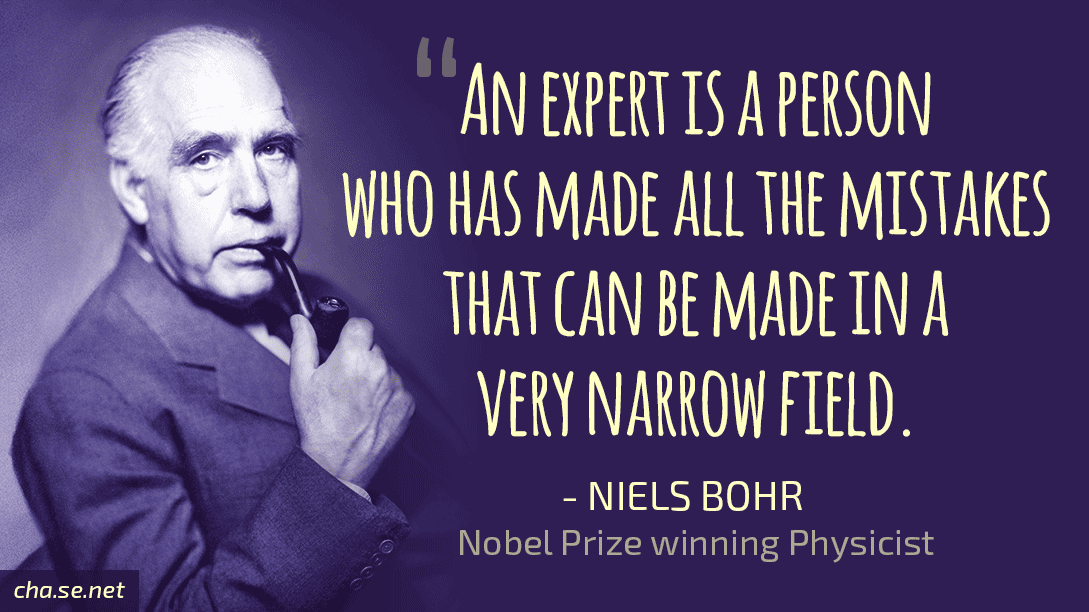 “AN EXPERT IS A PERSON
WHO HAS MADE ALL THE MISTAKES
THAT CAN BE MADE IN A
VERY NARROW FIELD.
- NIELS BOHR
Nobel Prize winning Physicist
cha.se.net